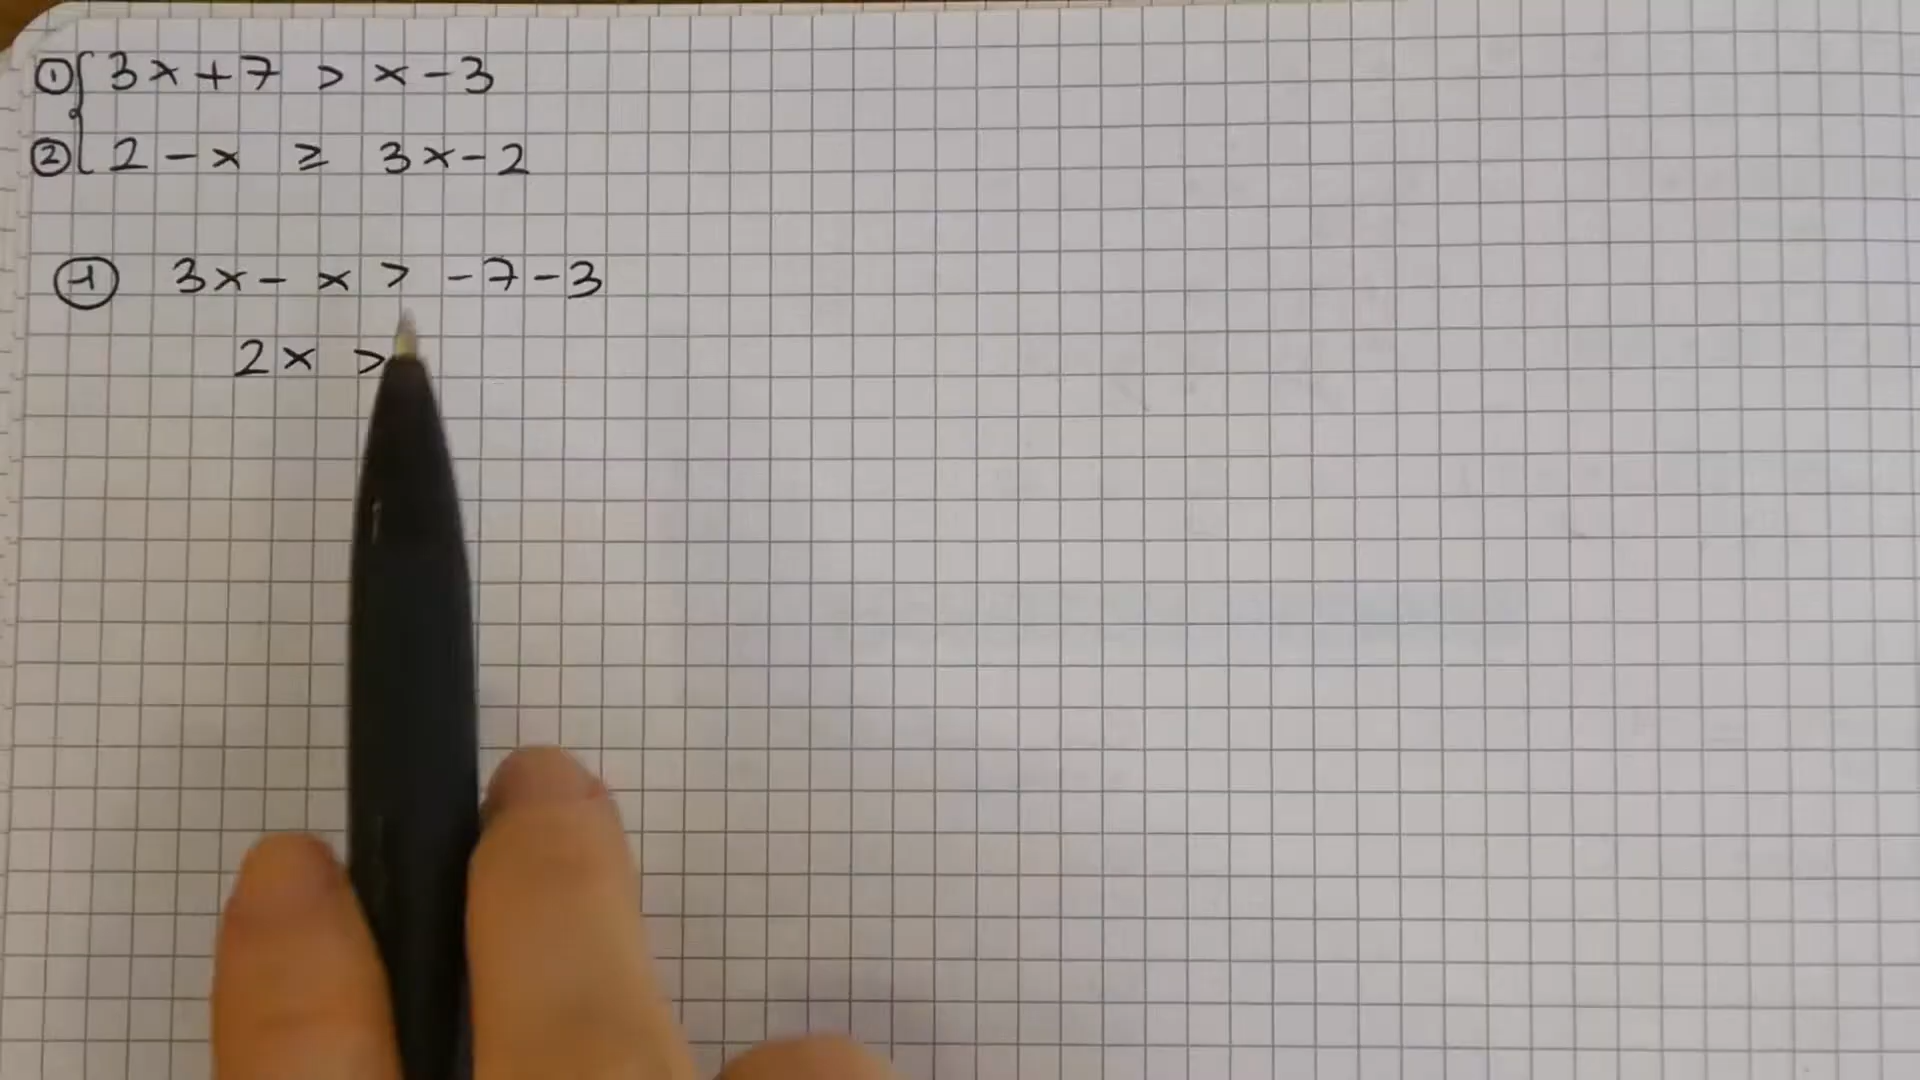 ① { 3x + 7 > x - 3
② { 2 - x ≥ 3x - 2
① 3x - x > -7 - 3
2x >